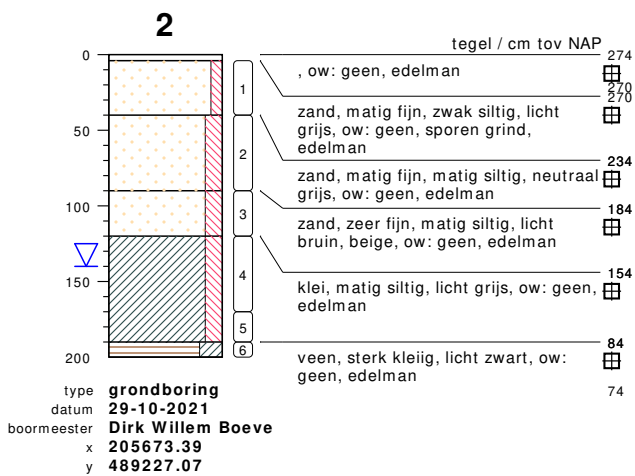 2
tegel / cm tov NAP
0
274
, ow: geen, edelman
270
270
1
zand, matig fijn, zwak siltig, licht
grijs, ow: geen, sporen grind,
edelman
50
234
2
zand, matig fijn, matig siltig, neutraal
grijs, ow: geen, edelman
184
100
3
zand, zeer fijn, matig siltig, licht
bruin, beige, ow: geen, edelman
154
4
150
klei, matig siltig, licht grijs, ow: geen,
edelman
5
84
6
200
veen, sterk kleiig, licht zwart, ow:
geen, edelman
74
type grondboring
datum 29-10-2021
boormeester Dirk Willem Boeve
x 205673.39
y 489227.07